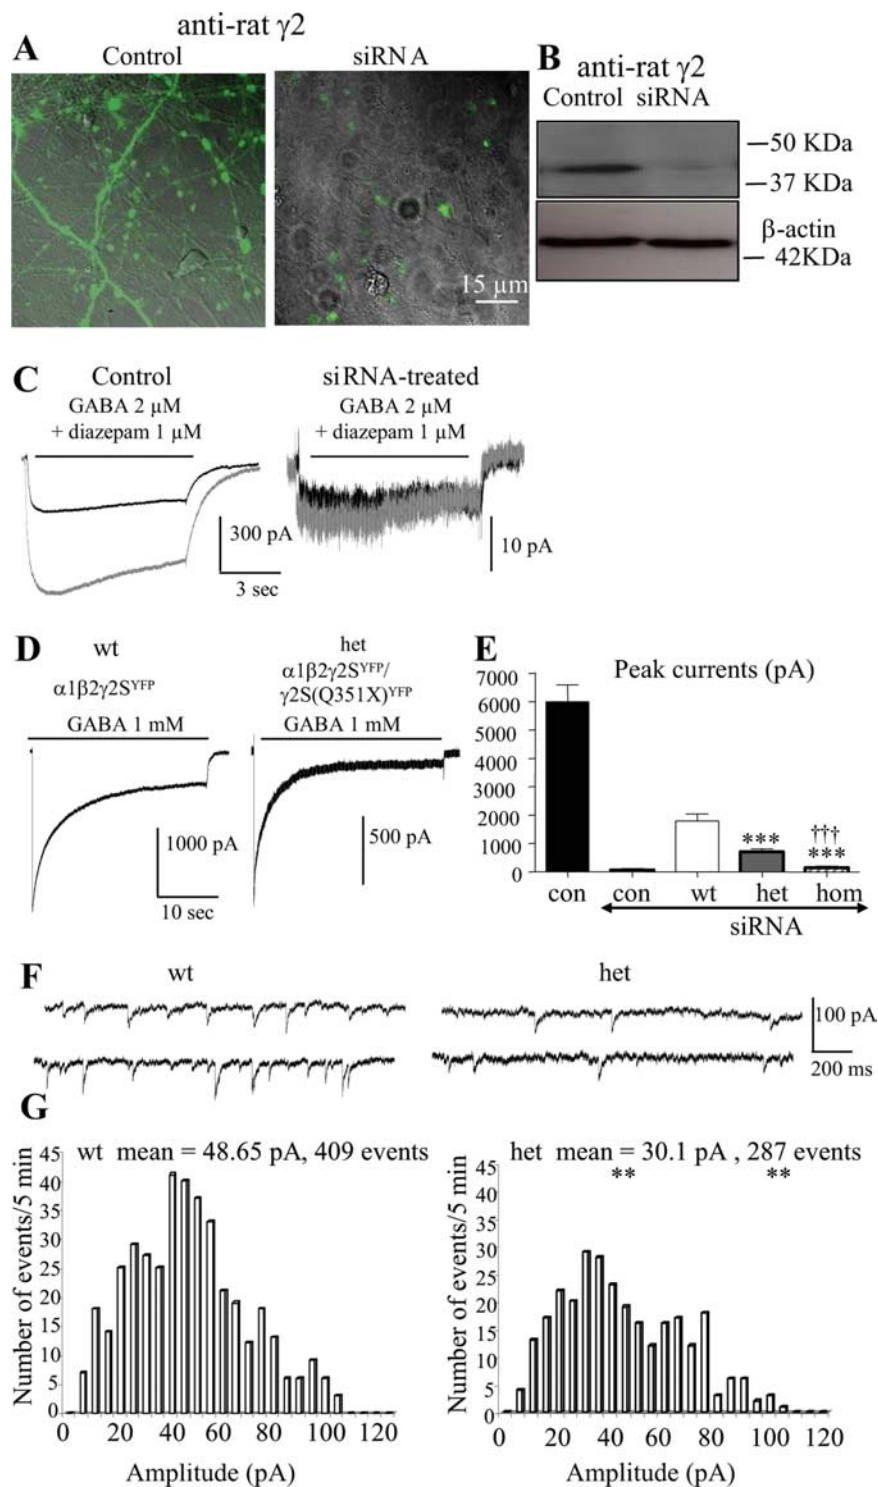 anti-rat γ2
A
Control
siRNA
15 µm
B
anti-rat γ2
Control siRNA
50 KDa
37 KDa
β-actin
42KDa
C
Control
GABA 2 µM
+ diazepam 1 µM
300 pA
3 sec
siRNA-treated
GABA 2 µM
+ diazepam 1 µM
10 pA
D
wt
α1β2γ2S^YFP
GABA 1 mM
1000 pA
10 sec
het
α1β2γ2S^YFP/
γ2S(Q351X)^YFP
GABA 1 mM
500 pA
E
Peak currents (pA)
7000
6000
5000
4000
3000
2000
1000
0
***
†††
***
con con wt het hom
siRNA
F
wt
het
100 pA
200 ms
G
wt mean = 48.65 pA, 409 events
Number of events/5 min
45
40
35
30
25
20
15
10
5
0
0 20 40 60 80 100 120
Amplitude (pA)
het mean = 30.1 pA , 287 events
** **
Number of events/5 min
45
40
35
30
25
20
15
10
5
0
0 20 40 60 80 100 120
Amplitude (pA)